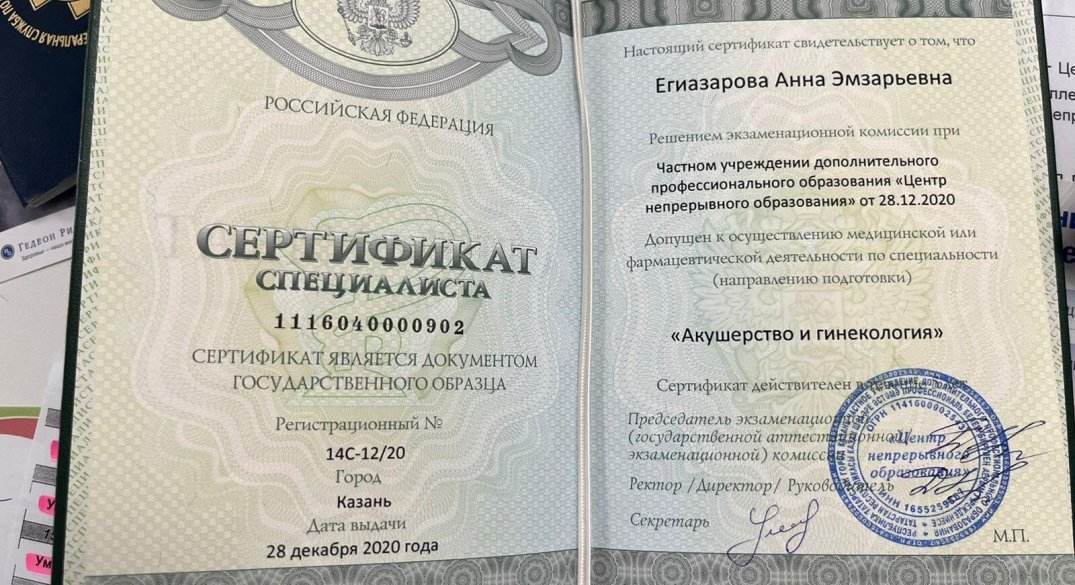 РОССИЙСКАЯ ФЕДЕРАЦИЯ
СЕРТИФИКАТ
СПЕЦИАЛИСТА
1116040000902
СЕРТИФИКАТ ЯВЛЯЕТСЯ ДОКУМЕНТОМ
ГОСУДАРСТВЕННОГО ОБРАЗЦА
Регистрационный №
14С-12/20
Город
Казань
Дата выдачи
28 декабря 2020 года
Настоящий сертификат свидетельствует о том, что
Егиазарова Анна Эмзарьевна
Решением экзаменационной комиссии при
Частном учреждении дополнительного
профессионального образования «Центр
непрерывного образования» от 28.12.2020
Допущен к осуществлению медицинской или
фармацевтической деятельности по специальности
(направлению подготовки)
«Акушерство и гинекология»
Сертификат действителен в
Председатель экзаменационной
(государственной аттестационной/
экзаменационной) комиссии
Ректор /Директор/ Руководитель
Секретарь
М.П.
«Центр
непрерывного
образования»
ГЕДЕОН